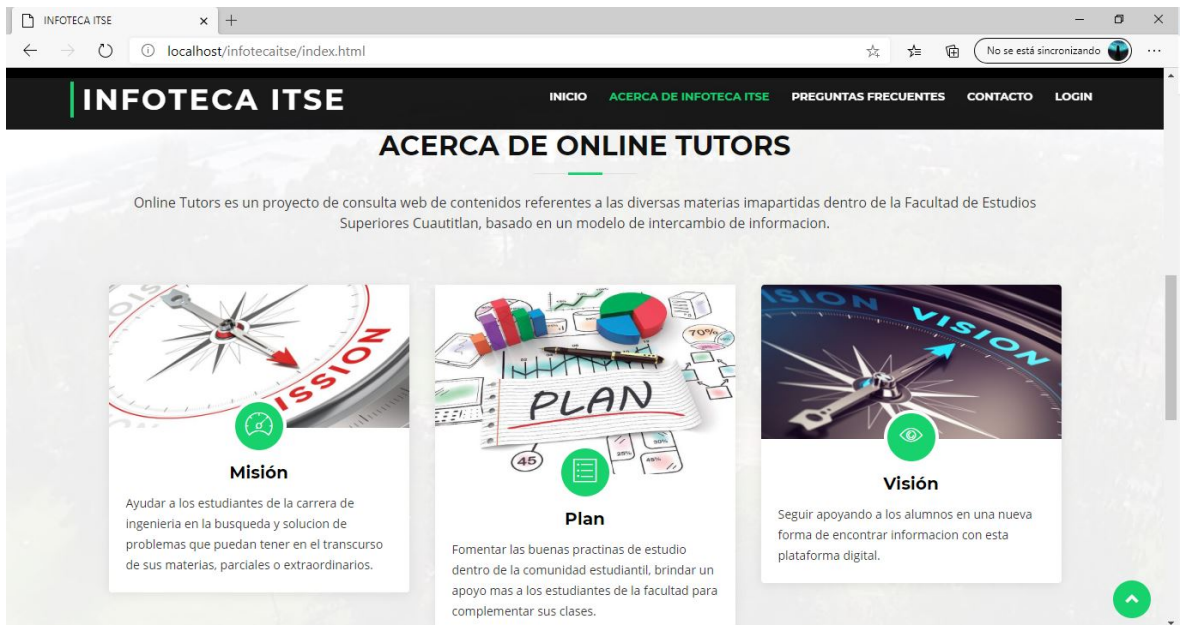 INFOTECA ITSE
localhost/infotecaitse/index.html
No se está sincronizando
INFOTECA ITSE
INICIO ACERCA DE INFOTECA ITSE PREGUNTAS FRECUENTES CONTACTO LOGIN
ACERCA DE ONLINE TUTORS
Online Tutors es un proyecto de consulta web de contenidos referentes a las diversas materias imapartidas dentro de la Facultad de Estudios
Superiores Cuautitlan, basado en un modelo de intercambio de informacion.
ISSION
Misión
Ayudar a los estudiantes de la carrera de
ingenieria en la busqueda y solucion de
problemas que puedan tener en el transcurso
de sus materias, parciales o extraordinarios.
70%
PLAN
45
Plan
Fomentar las buenas practinas de estudio
dentro de la comunidad estudiantil, brindar un
apoyo mas a los estudiantes de la facultad para
complementar sus clases.
ISION
VISION
Visión
Seguir apoyando a los alumnos en una nueva
forma de encontrar informacion con esta
plataforma digital.